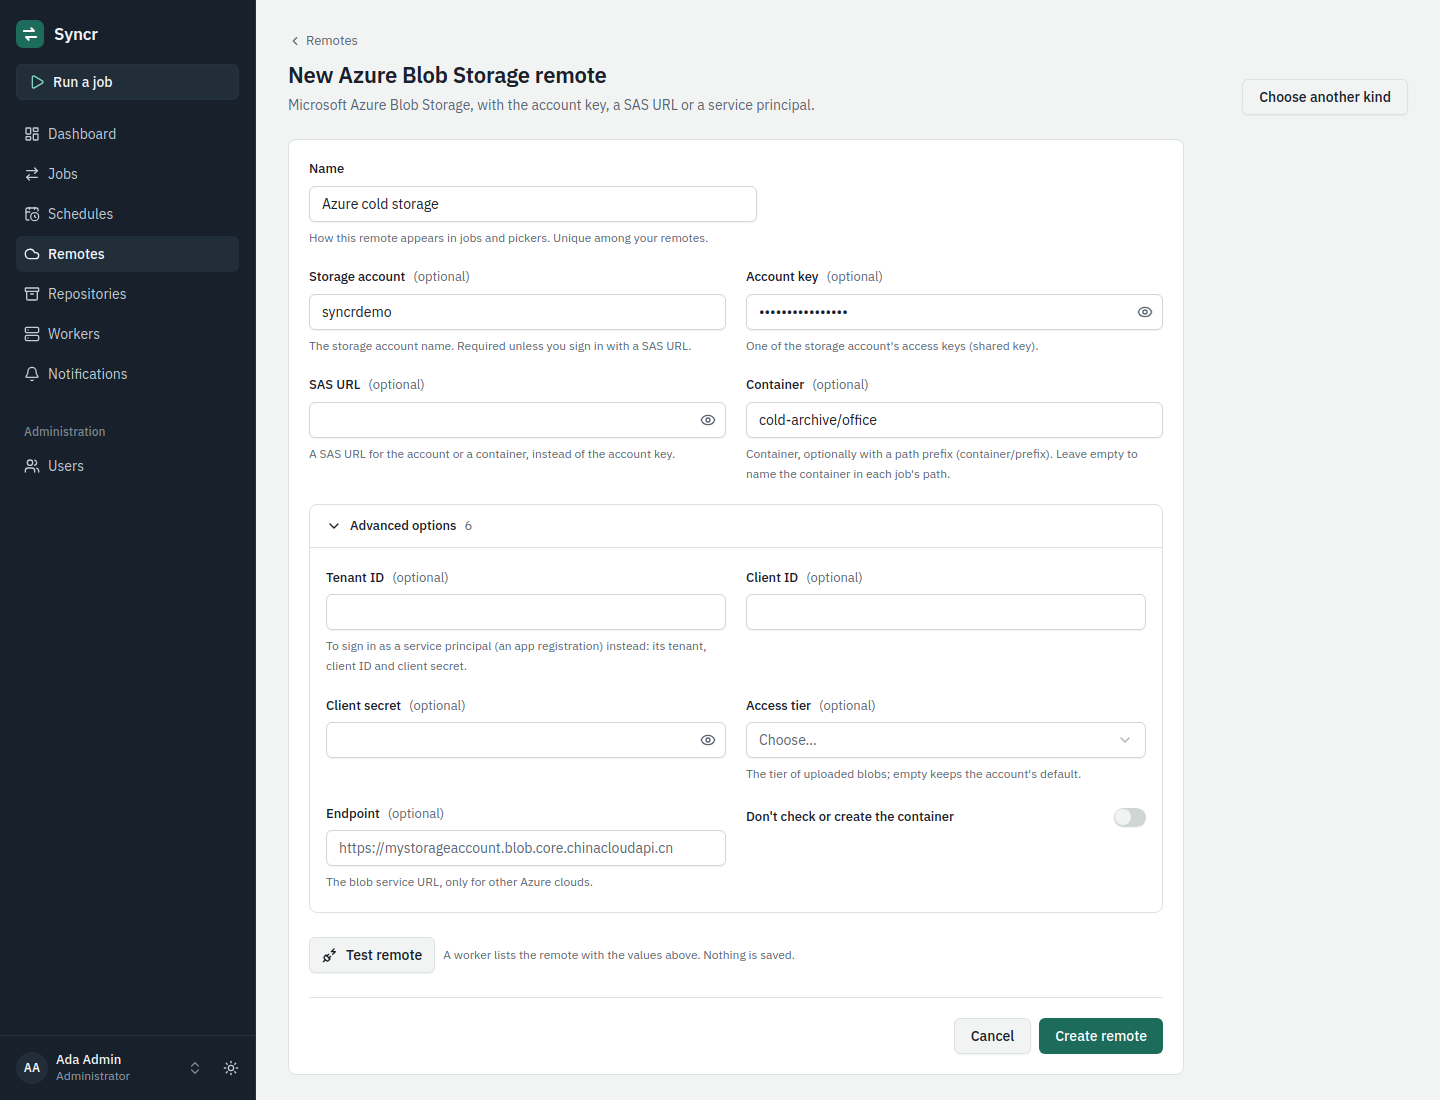 Syncr
Run a job
Dashboard
Jobs
Schedules
Remotes
Repositories
Workers
Notifications
Administration
Users
AA
Ada Admin
Administrator
Remotes
New Azure Blob Storage remote
Microsoft Azure Blob Storage, with the account key, a SAS URL or a service principal.
Choose another kind
Name
Azure cold storage
How this remote appears in jobs and pickers. Unique among your remotes.
Storage account (optional)
syncrdemo
The storage account name. Required unless you sign in with a SAS URL.
Account key (optional)
••••••••••••••••
One of the storage account's access keys (shared key).
SAS URL (optional)
A SAS URL for the account or a container, instead of the account key.
Container (optional)
cold-archive/office
Container, optionally with a path prefix (container/prefix). Leave empty to
name the container in each job's path.
Advanced options 6
Tenant ID (optional)
To sign in as a service principal (an app registration) instead: its tenant,
client ID and client secret.
Client ID (optional)
Client secret (optional)
Access tier (optional)
Choose...
The tier of uploaded blobs; empty keeps the account's default.
Endpoint (optional)
https://mystorageaccount.blob.core.chinacloudapi.cn
The blob service URL, only for other Azure clouds.
Don't check or create the container
Test remote
A worker lists the remote with the values above. Nothing is saved.
Cancel
Create remote